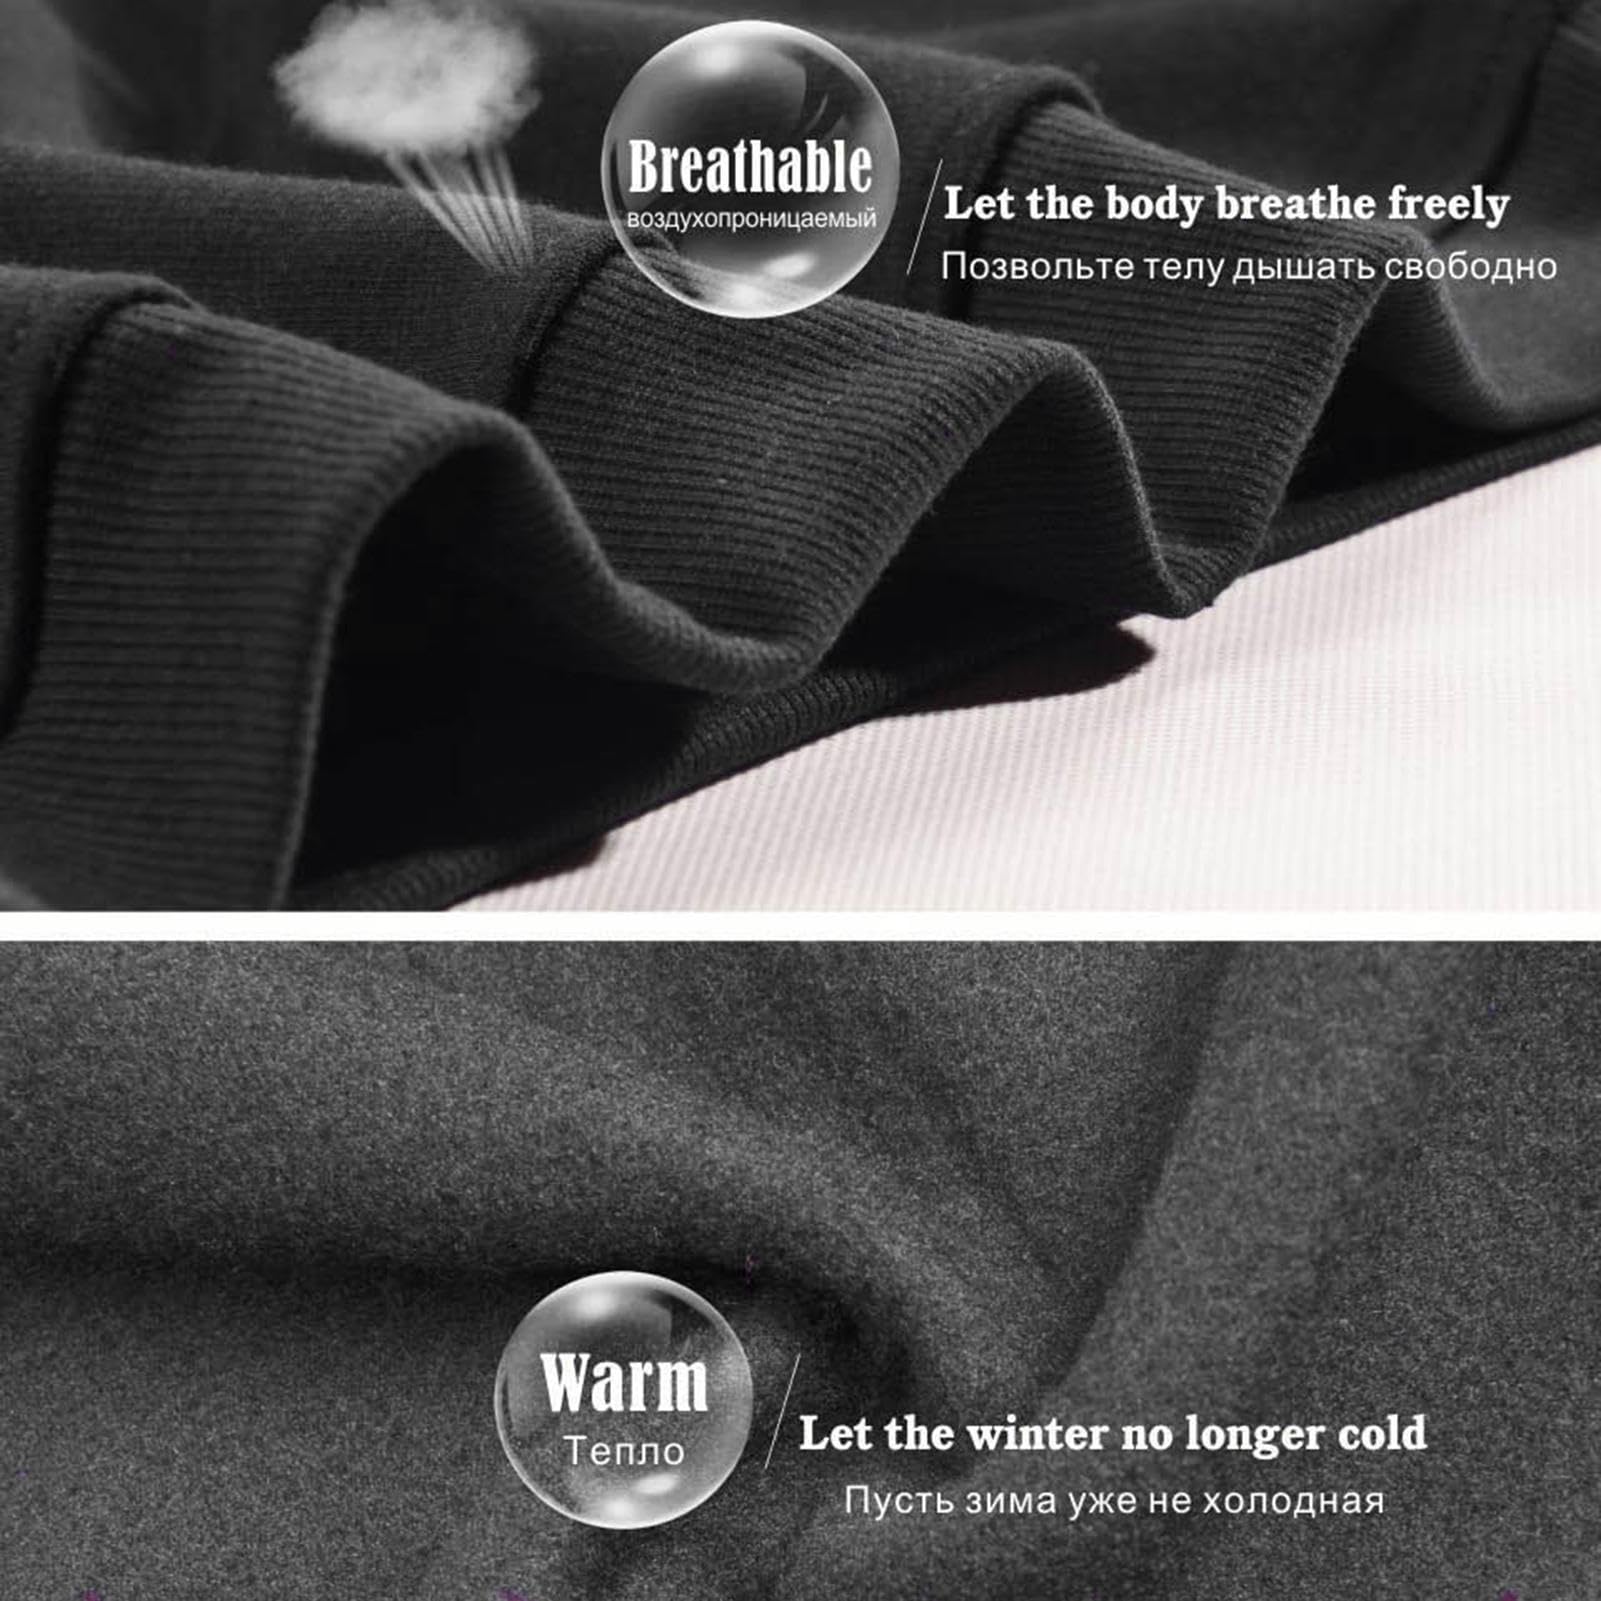 Breathable
воздухопроницаемый
Let the body breathe freely
Позвольте телу дышать свободно
Warm
Тепло
Let the winter no longer cold
Пусть зима уже не холодная